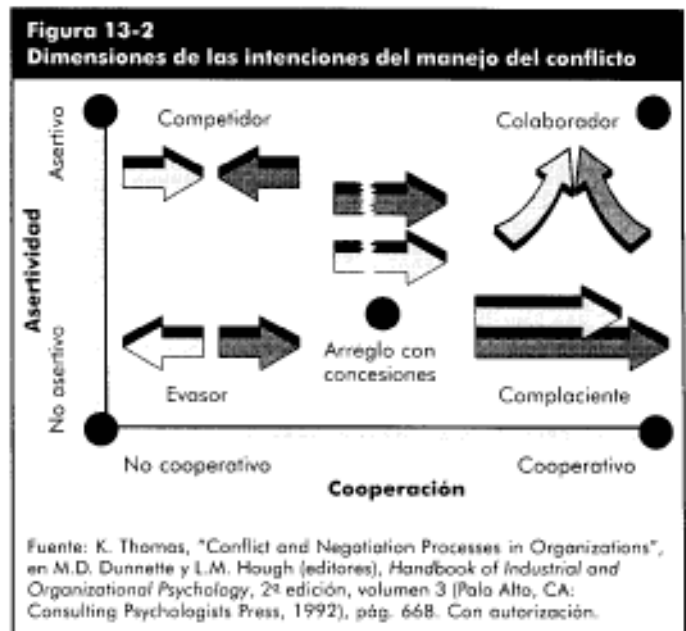 Figura 13-2
Dimensiones de las intenciones del manejo del conflicto
Asertividad
Asertivo
No asertivo
Competidor
Colaborador
Evasor
Arreglo con
concesiones
Complaciente
No cooperativo
Cooperativo
Cooperación
Fuente: K. Thomas, "Conflict and Negotiation Processes in Organizations",
en M.D. Dunnette y L.M. Hough (editores), Handbook of Industrial and
Organizational Psychology, 2ª edición, volumen 3 (Palo Alto, CA:
Consulting Psychologists Press, 1992), pág. 668. Con autorización.